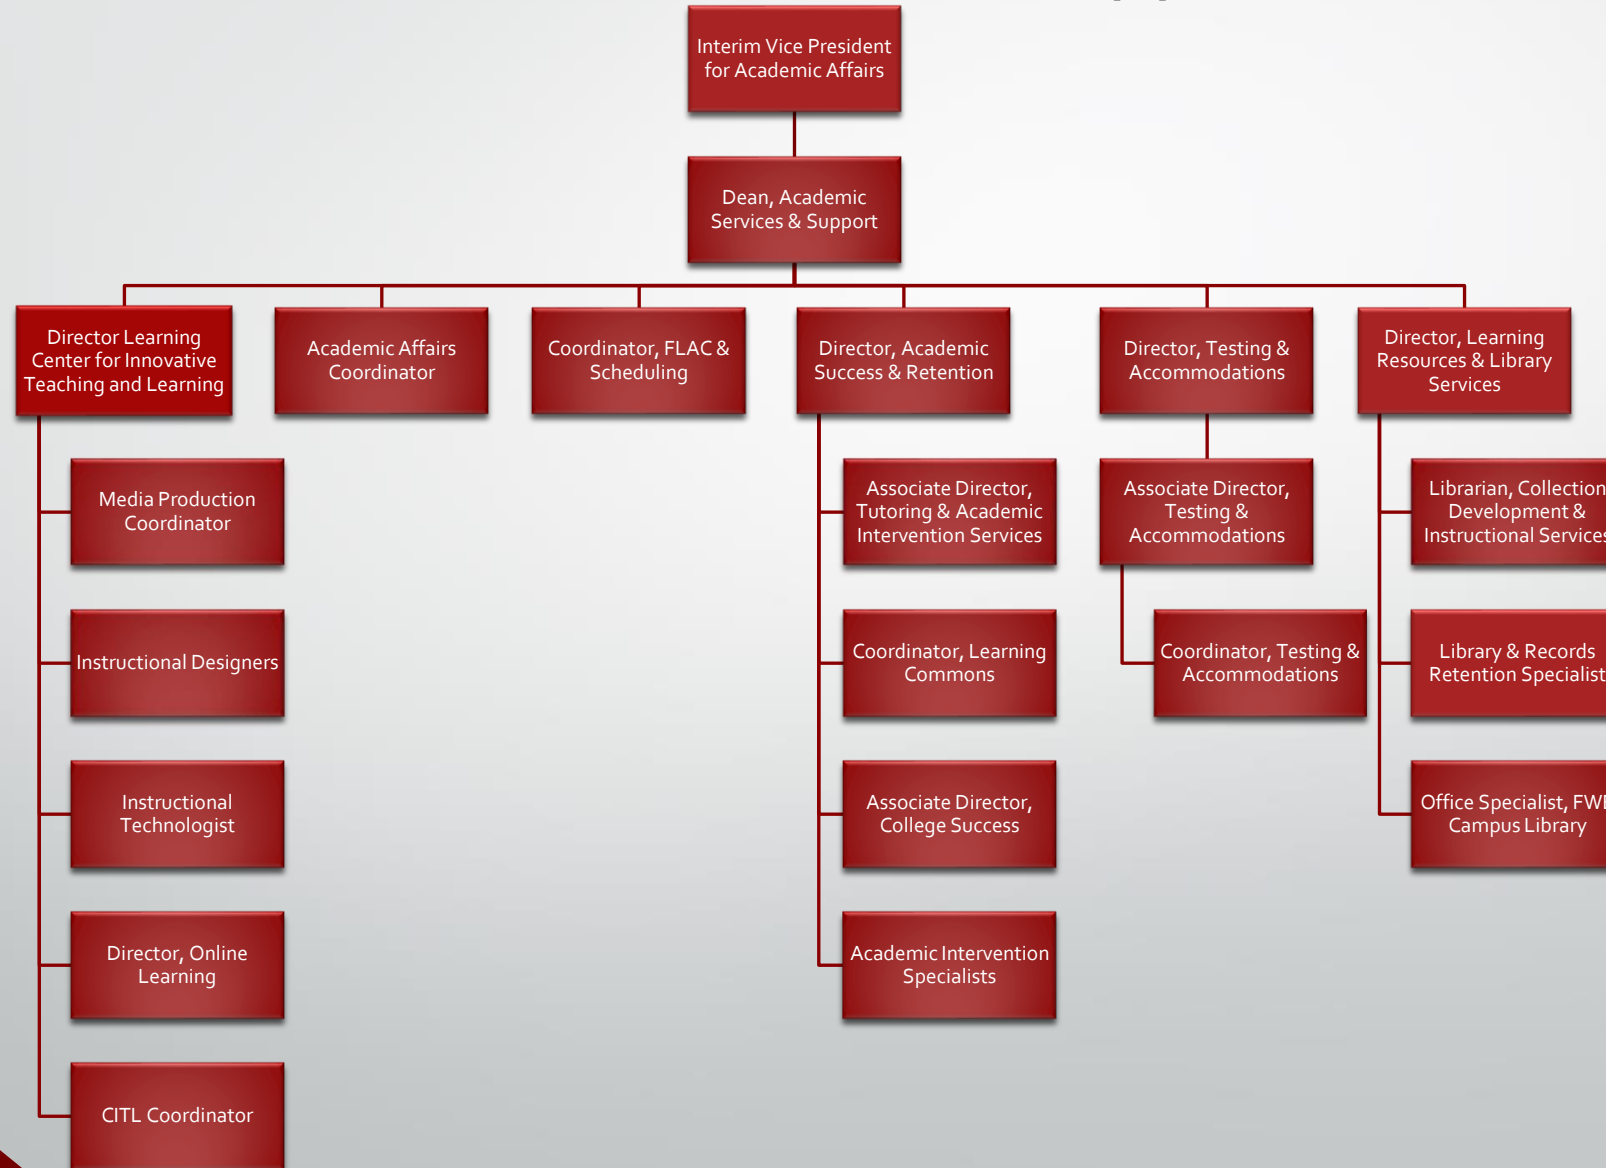 Interim Vice President
for Academic Affairs
Dean, Academic
Services & Support
Director Learning
Center for Innovative
Teaching and Learning
Academic Affairs
Coordinator
Coordinator, FLAC &
Scheduling
Director, Academic
Success & Retention
Director, Testing &
Accommodations
Director, Learning
Resources & Library
Services
Media Production
Coordinator
Instructional Designers
Instructional
Technologist
Director, Online
Learning
CITL Coordinator
Associate Director,
Tutoring & Academic
Intervention Services
Coordinator, Learning
Commons
Associate Director,
College Success
Academic Intervention
Specialists
Associate Director,
Testing &
Accommodations
Coordinator, Testing &
Accommodations
Librarian, Collection
Development &
Instructional Services
Library & Records
Retention Specialist
Office Specialist,
Campus Library